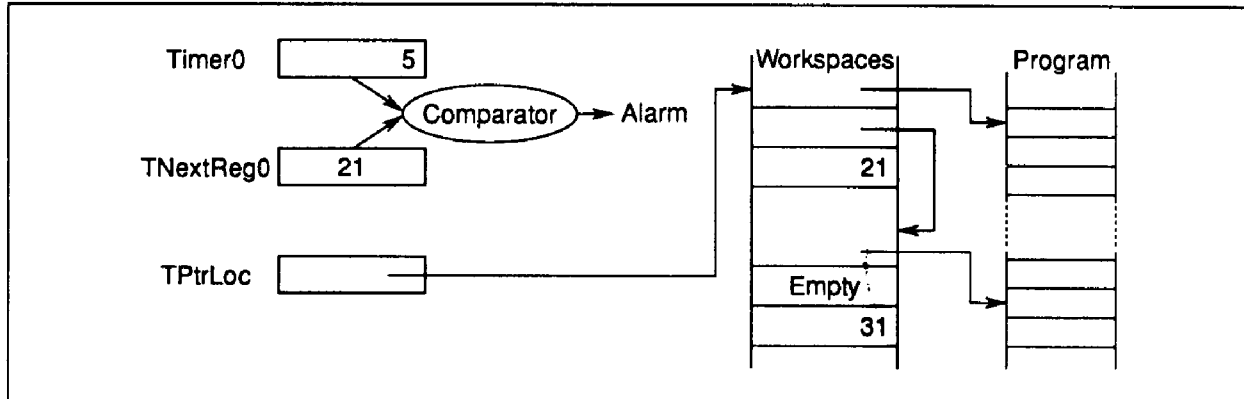 Timer0
5
Workspaces
Program
Comparator
Alarm
TNextReg0
21
21
TPtrLoc
Empty
31